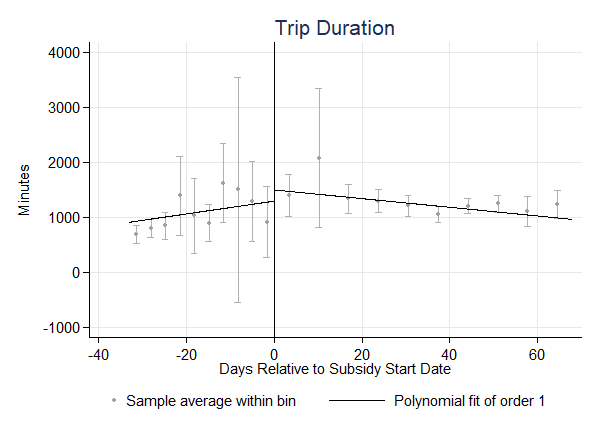 Trip Duration
4000
3000
2000
1000
0
-1000
Minutes
-40 -20 0 20 40 60
Days Relative to Subsidy Start Date
Sample average within bin Polynomial fit of order 1